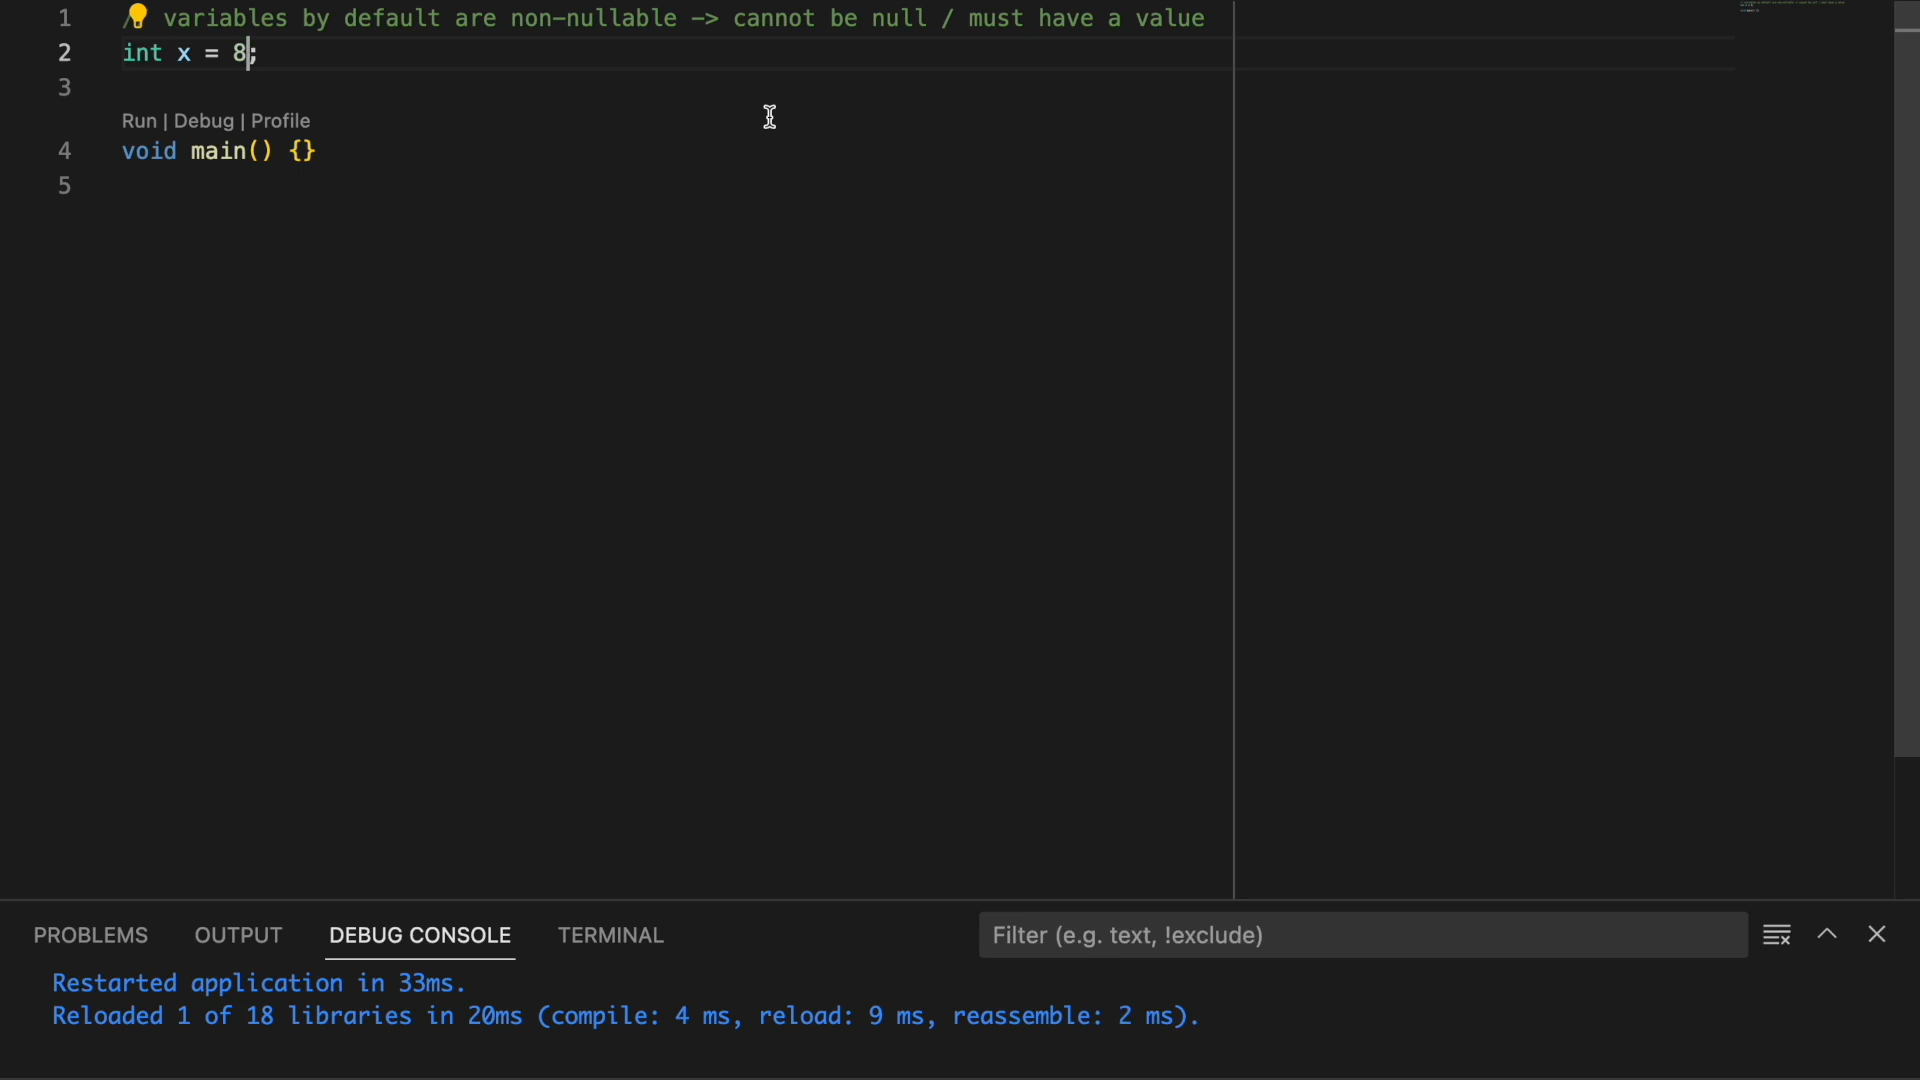 1 / variables by default are non-nullable -> cannot be null / must have a value
2 int x = 8;
3
Run | Debug | Profile
4 void main() {}
5
PROBLEMS OUTPUT DEBUG CONSOLE TERMINAL Filter (e.g. text, !exclude)
Restarted application in 33ms.
Reloaded 1 of 18 libraries in 20ms (compile: 4 ms, reload: 9 ms, reassemble: 2 ms).